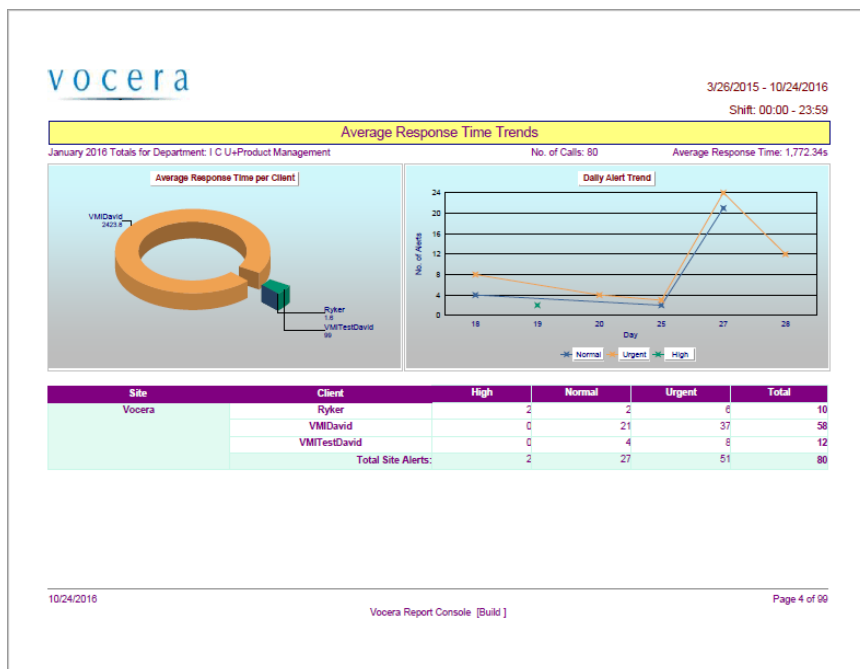 vocera
3/26/2015 - 10/24/2016
Shift: 00:00 - 23:59
Average Response Time Trends
January 2016 Totals for Department: I C U+Product Management No. of Calls: 80 Average Response Time: 1,772.34s
Average Response Time per Client
VMIDavid
2423.8
Ryker
1.6
VMITestDavid
99
Daily Alert Trend
No. of Alerts
24
20
16
12
8
4
0
18 19 20 25 27 28
Day
Normal Urgent High
Site Client High Normal Urgent Total
Vocera Ryker 2 2 6 10
VMIDavid 0 21 37 58
VMITestDavid 0 4 8 12
Total Site Alerts: 2 27 51 80
10/24/2016 Page 4 of 99
Vocera Report Console [Build ]